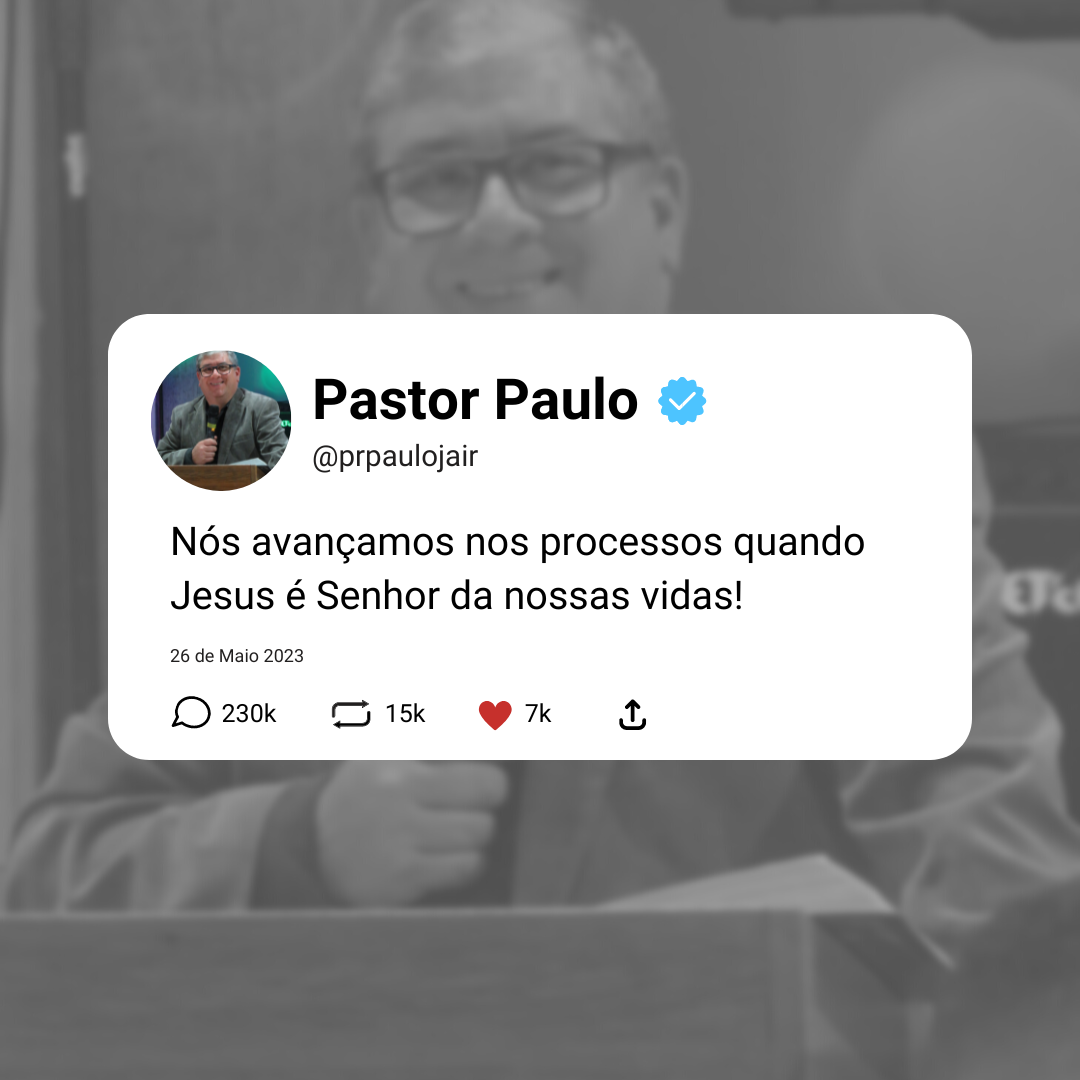 Pastor Paulo
@prpaulojair
Nós avançamos nos processos quando
Jesus é Senhor da nossas vidas!
26 de Maio 2023
230k 15k 7k